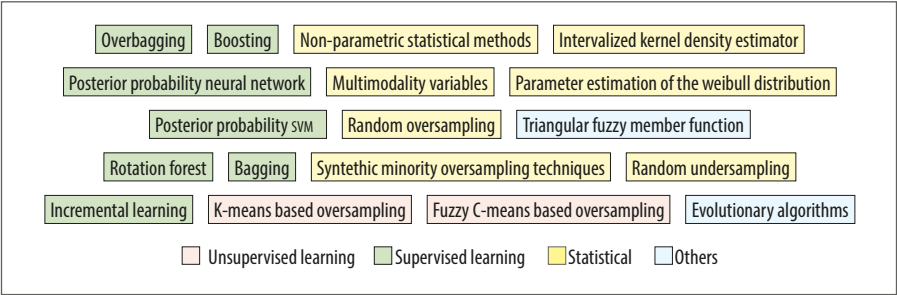 Overbagging Boosting Non-parametric statistical methods Intervalized kernel density estimator
Posterior probability neural network Multimodality variables Parameter estimation of the weibull distribution
Posterior probability SVM Random oversampling Triangular fuzzy member function
Rotation forest Bagging Syntethic minority oversampling techniques Random undersampling
Incremental learning K-means based oversampling Fuzzy C-means based oversampling Evolutionary algorithms
Unsupervised learning Supervised learning Statistical Others